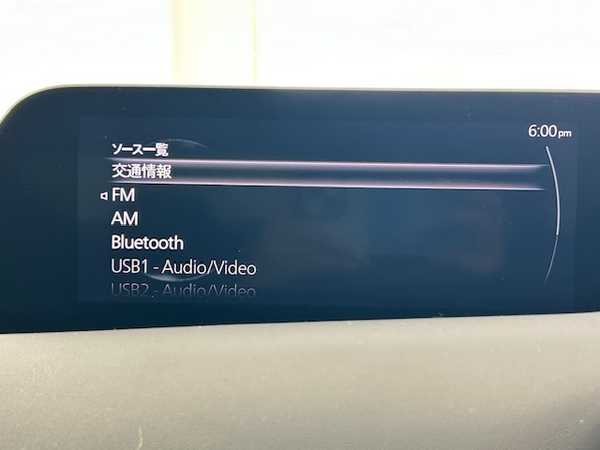 6:00pm
ソース一覧
交通情報
FM
AM
Bluetooth
USB1 - Audio/Video
USB2 - Audio/Video